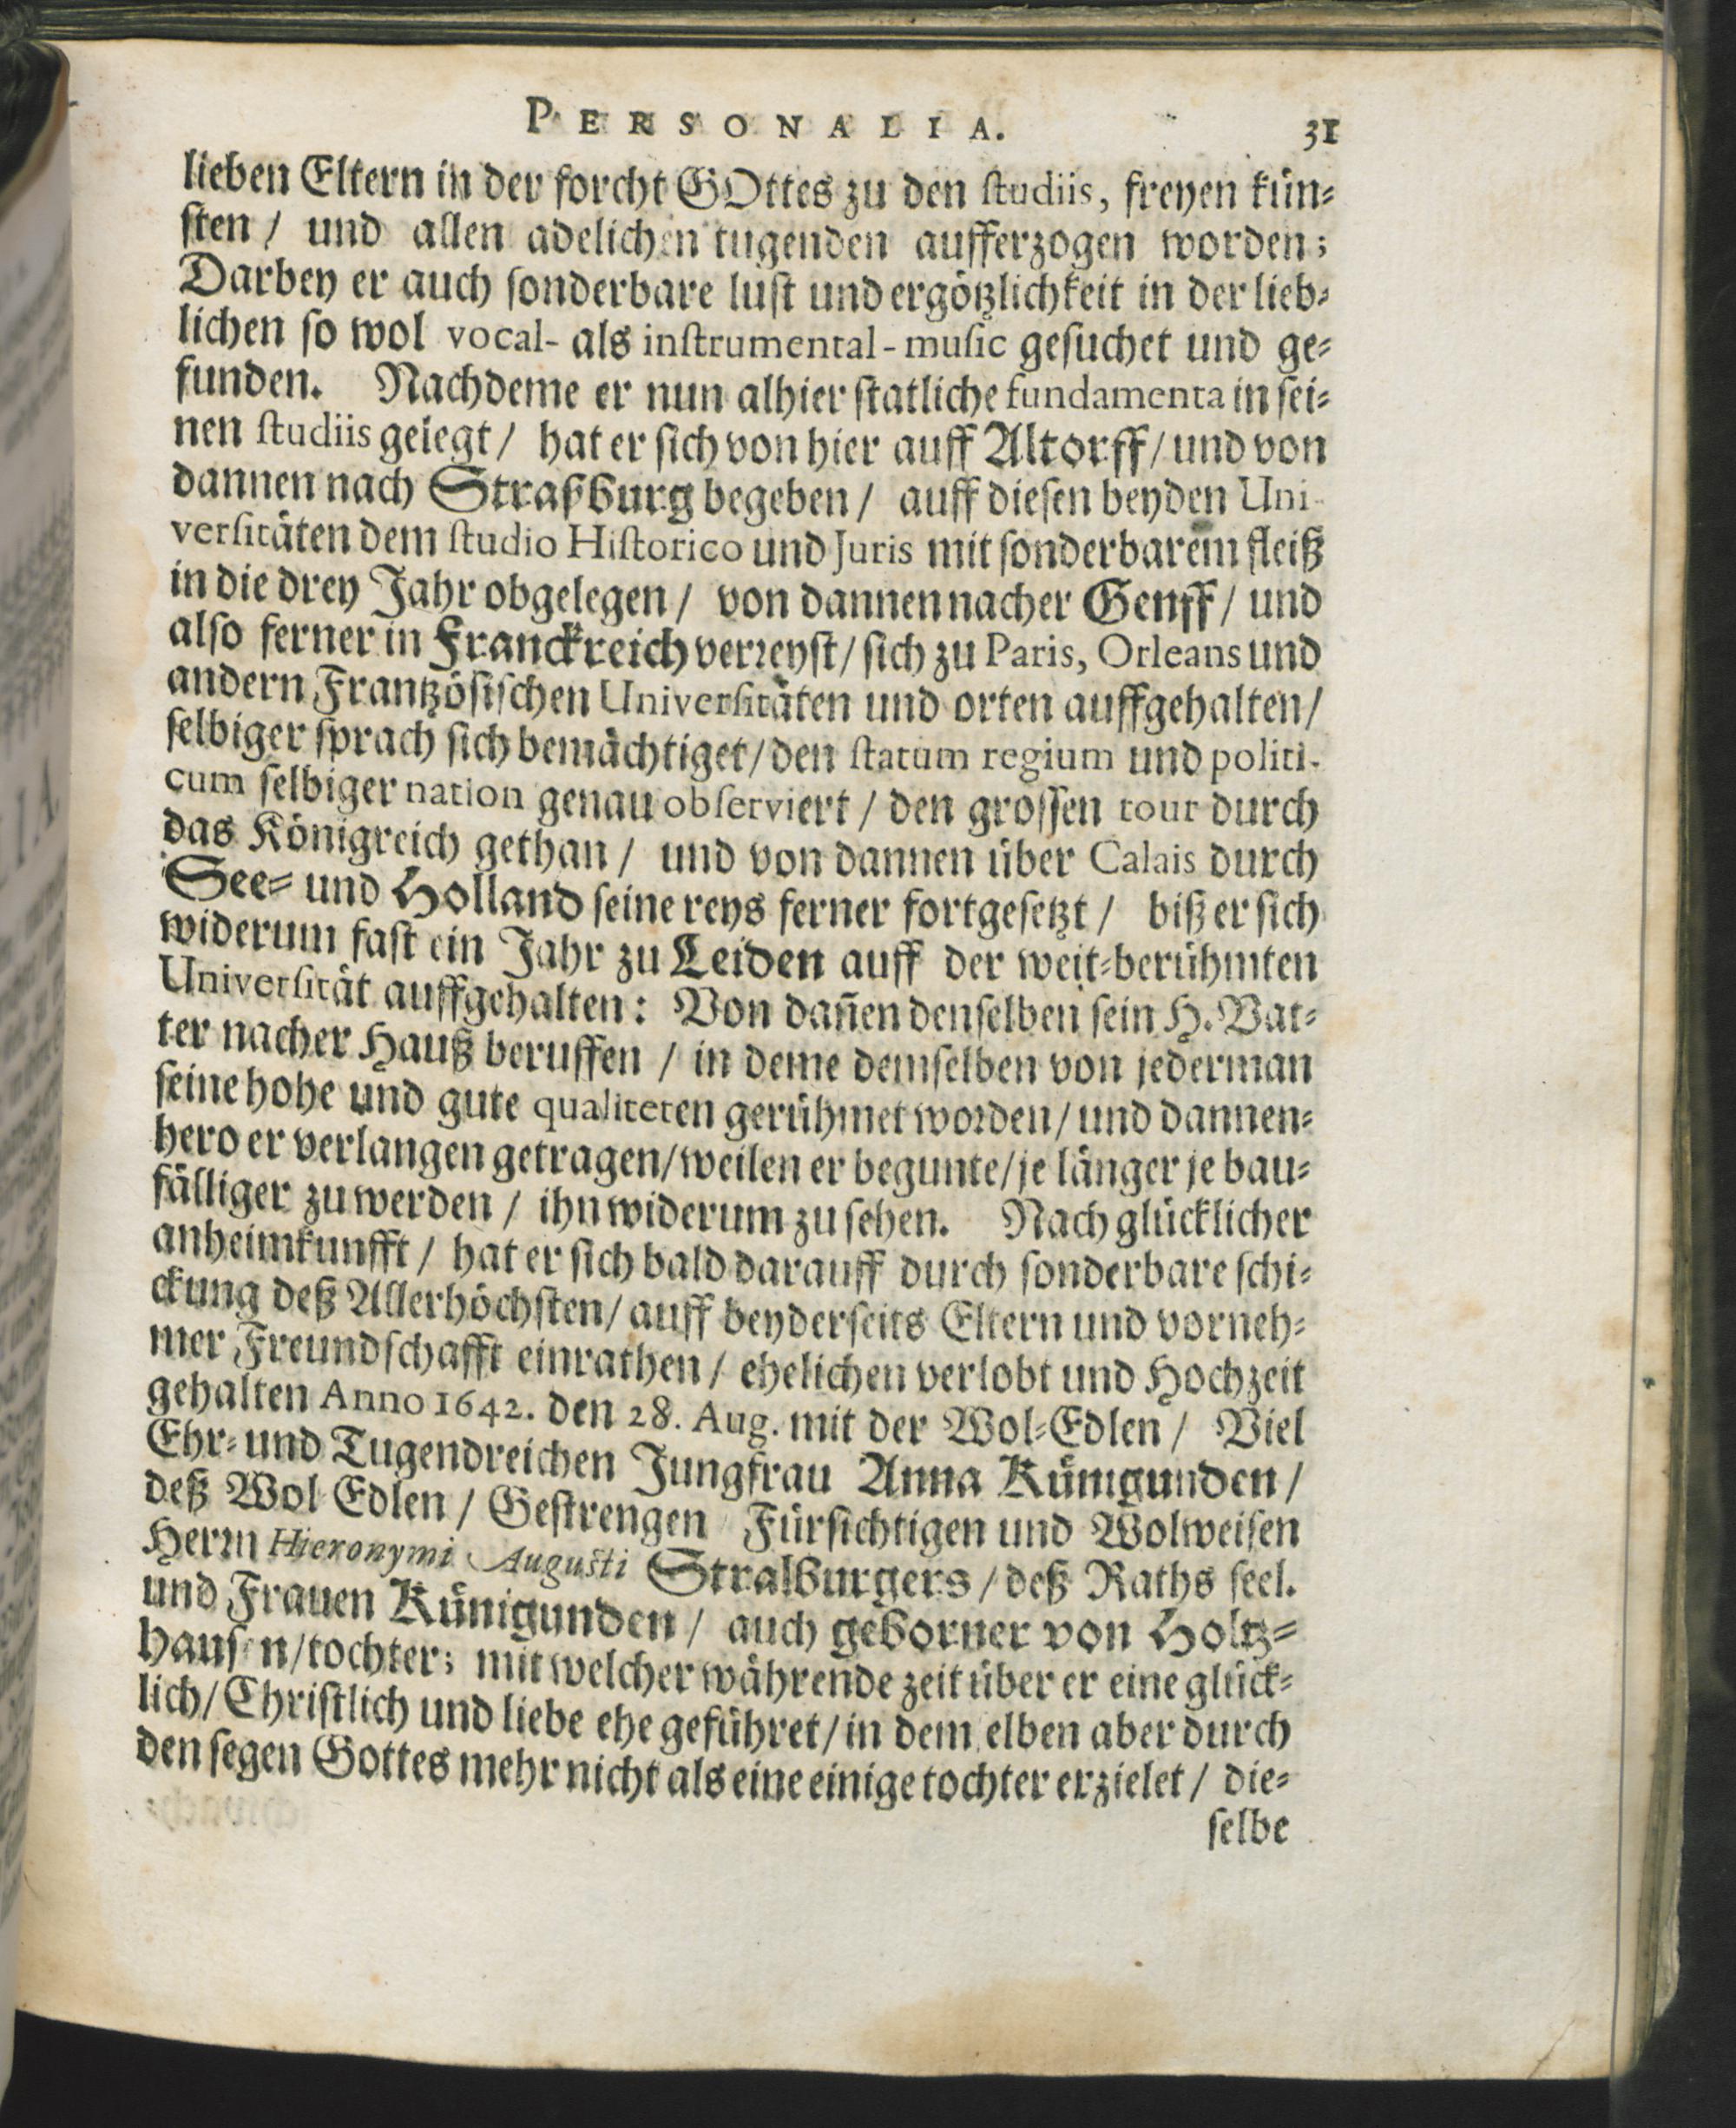 PERSONALIA. 31
lieben Eltern in der forcht GOttes zu den studiis, freyen kün-
sten / und allen adelichen tugenden aufferzogen worden;
Darbey er auch sonderbare lust und ergötzlichkeit in der lieb-
lichen so wol vocal- als instrumental-music gesuchet und ge-
funden. Nachdeme er nun alhier statliche fundamenta in sei-
nen studiis gelegt / hat er sich von hier auff Altorff / und von
dannen nach Straßburg begeben / auff diesen beyden Uni-
versitäten dem studio Historico und Juris mit sonderbarem fleiß
in die drey Jahr obgelegen / von dannen nacher Genff / und
also ferner in Franckreich verreyst / sich zu Paris, Orleans und
andern Frantzösischen Universitäten und orten auffgehalten /
selbiger sprach sich bemächtiget / den statum regium und politi-
cum selbiger nation genau observiert / den grossen tour durch
das Königreich gethan / und von dannen über Calais durch
See- und Holland seine reys ferner fortgesetzt / biß er sich
widerum fast ein Jahr zu Leiden auff der weit-berühmten
Universität auffgehalten: Von dañen denselben sein H. Vat-
ter nacher Hauß beruffen / in deme demselben von jederman
seine hohe und gute qualiteten gerühmet worden / und dannen-
hero er verlangen getragen / weilen er begunte / je länger je bau-
fälliger zu werden / ihn widerum zu sehen. Nach glücklicher
anheimkunfft / hat er sich bald darauff durch sonderbare schi-
ckung deß Allerhöchsten / auff beyderseits Eltern und vorneh-
mer Freundschafft einrathen / ehelichen verlobt und Hochzeit
gehalten Anno 1642. den 28. Aug. mit der Wol-Edlen / Viel
Ehr- und Tugendreichen Jungfrau Anna Künigunden /
deß Wol Edlen / Gestrengen Fürsichtigen und Wolweisen
Herrn Hieronymi Augusti Stralburgers / deß Raths seel.
und Frauen Künigunden / auch geborner von Holtz-
hausen / tochter; mit welcher währende zeit über er eine glück-
lich / Christlich und liebe ehe geführet / in dem elben aber durch
den segen Gottes mehr nicht als eine einige tochter erzielet / die-
selbe